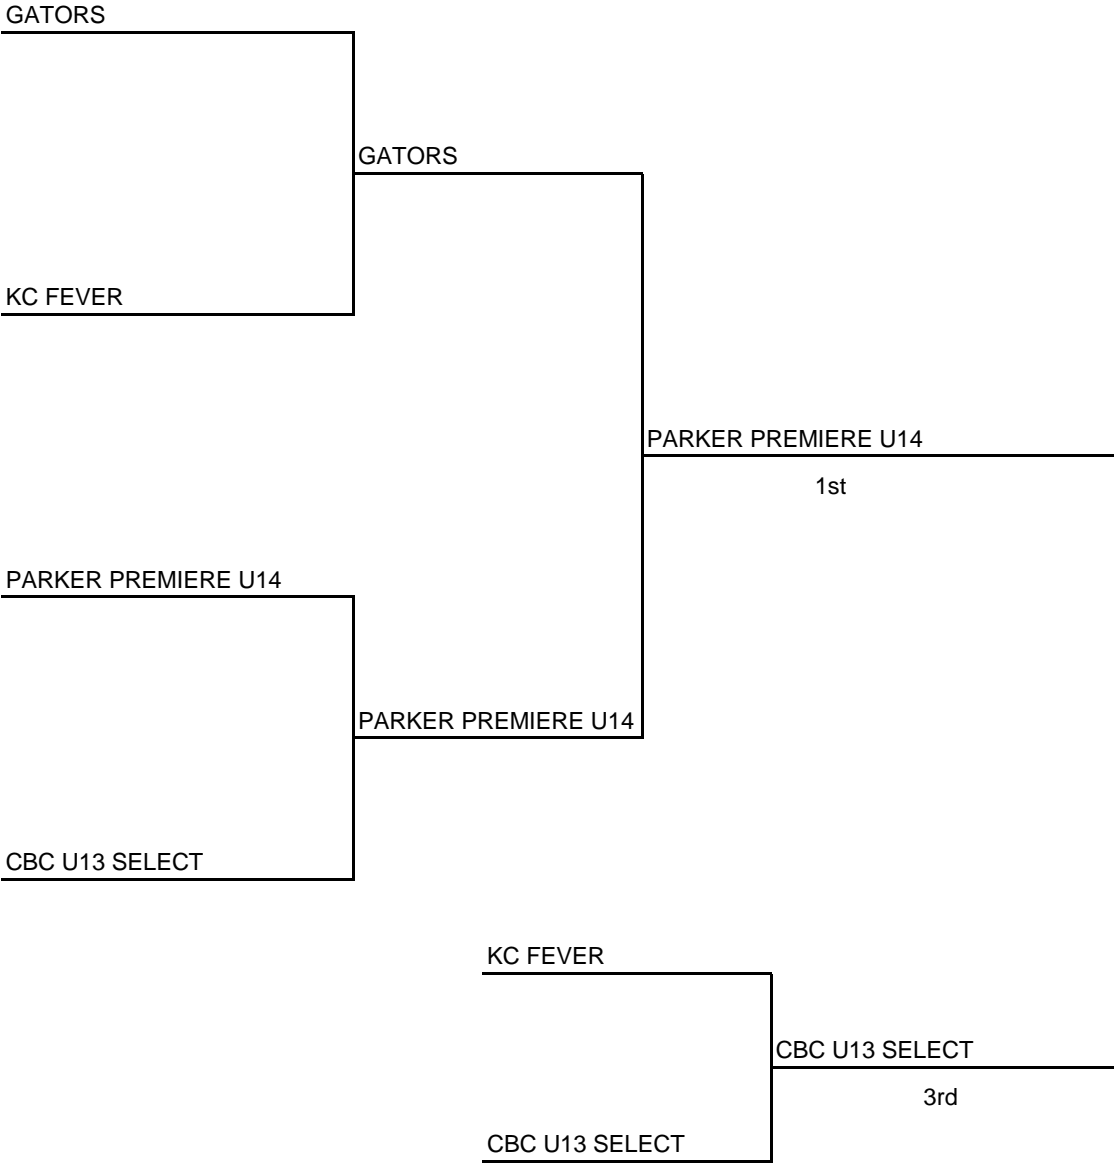 GATORS
GATORS
KC FEVER
PARKER PREMIERE U14
1st
PARKER PREMIERE U14
PARKER PREMIERE U14
CBC U13 SELECT
KC FEVER
CBC U13 SELECT
3rd
CBC U13 SELECT